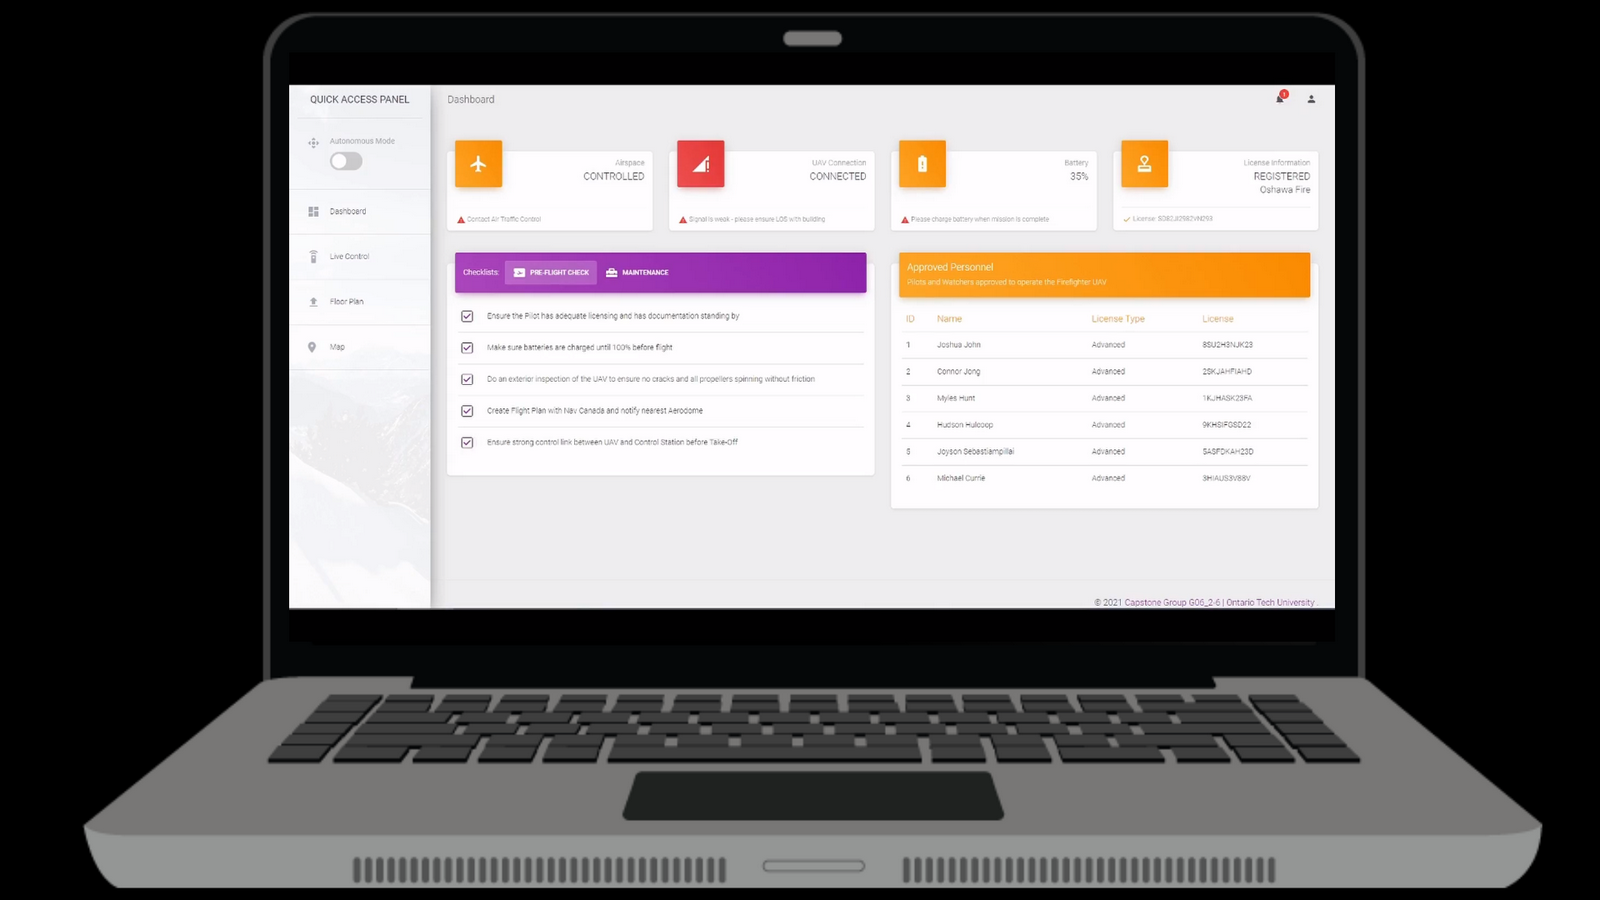 QUICK ACCESS PANEL
Autonomous Mode
Dashboard
Live Control
Floor Plan
Map
Dashboard
1
Airspace
CONTROLLED
Contact Air Traffic Control
UAV Connection
CONNECTED
Signal is weak - please ensure LOS with building
Battery
35%
Please charge battery when mission is complete
License Information
REGISTERED
Oshawa Fire
License:
Checklists: PRE-FLIGHT CHECK MAINTENANCE
Ensure the Pilot has adequate licensing and has documentation standing by
Make sure batteries are charged until 100% before flight
Do an exterior inspection of the UAV to ensure no cracks and all propellers spinning without friction
Create Flight Plan with Nav Canada and notify nearest Aerodome
Ensure strong control link between UAV and Control Station before Take-Off
Approved Personnel
Pilots and Watchers approved to operate the Firefighter UAV
ID Name License Type License
1 Joshua John Advanced 8SU2H3NJK23
2 Connor Jong Advanced 2SKJAHFIAHD
3 Myles Hunt Advanced 1KJHASK23FA
4 Hudson Hulcoop Advanced 9KHSIFGSD22
5 Joyson Sebastiampillai Advanced SASFDKAH23D
6 Michael Currie Advanced 3HIAUS3V88V
© 2021 Capstone Group G06_2-6 | Ontario Tech University .